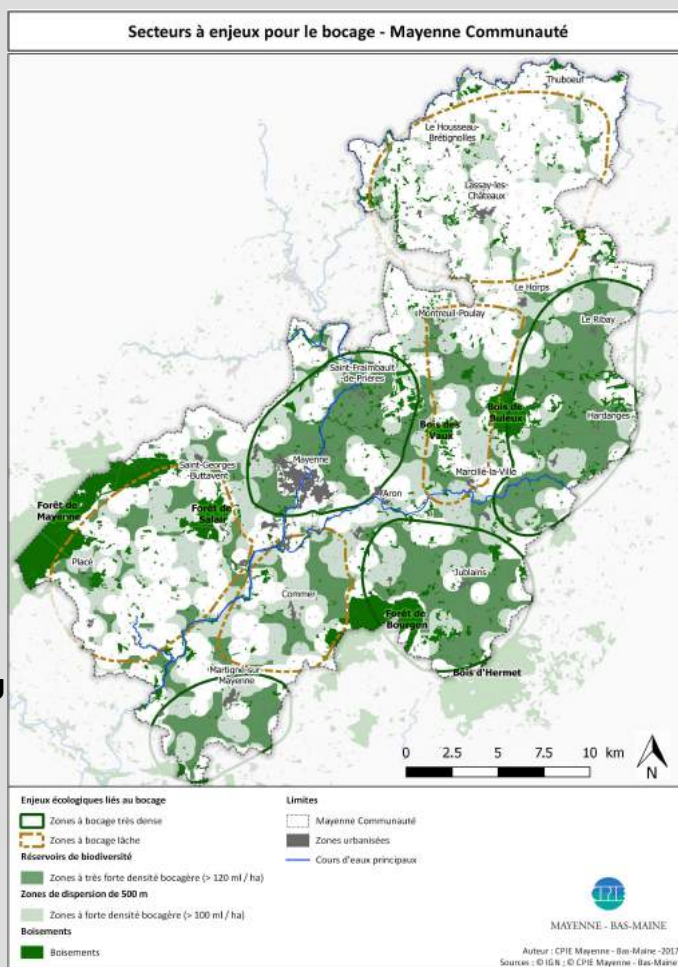 Secteurs à enjeux pour le bocage - Mayenne Communauté
Thuboeuf
Le Housseau-
Brétignolles
Lassay-les-
Châteaux
Le Horps
Montreuil-Poulay
Le Ribay
Saint-Fraimbault
-de-Prières
Bois de
Buleux
Hardanges
Bois des
Vaux
Mayenne
Marcillé-la-Ville
Saint-Georges
-Buttavent
Aron
Forêt de
Mayenne
Forêt de
Salair
Placé
Jublains
Commer
Forêt de
Bourgon
Martigné-sur
-Mayenne
Bois d'Hermet
0 2.5 5 7.5 10 km
N
Enjeux écologiques liés au bocage
Zones à bocage très dense
Zones à bocage lâche
Réservoirs de biodiversité
Zones à très forte densité bocagère (> 120 ml / ha)
Zones de dispersion de 500 m
Zones à forte densité bocagère (> 100 ml / ha)
Boisements
Boisements
Limites
Mayenne Communauté
Zones urbanisées
Cours d'eaux principaux
CPIE
MAYENNE - BAS-MAINE
Auteur : CPIE Mayenne - Bas-Maine -2017
Sources : © IGN ; © CPIE Mayenne - Bas-Maine